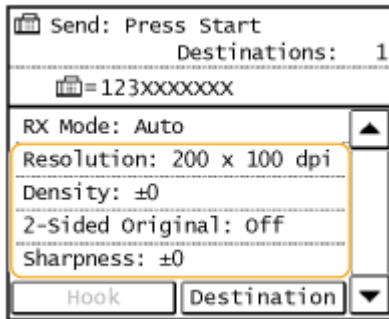 Send: Press Start
Destinations: 1
=123XXXXXXX
RX Mode: Auto
Resolution: 200 x 100 dpi
Density: ±0
2-Sided Original: Off
Sharpness: ±0
Hook Destination